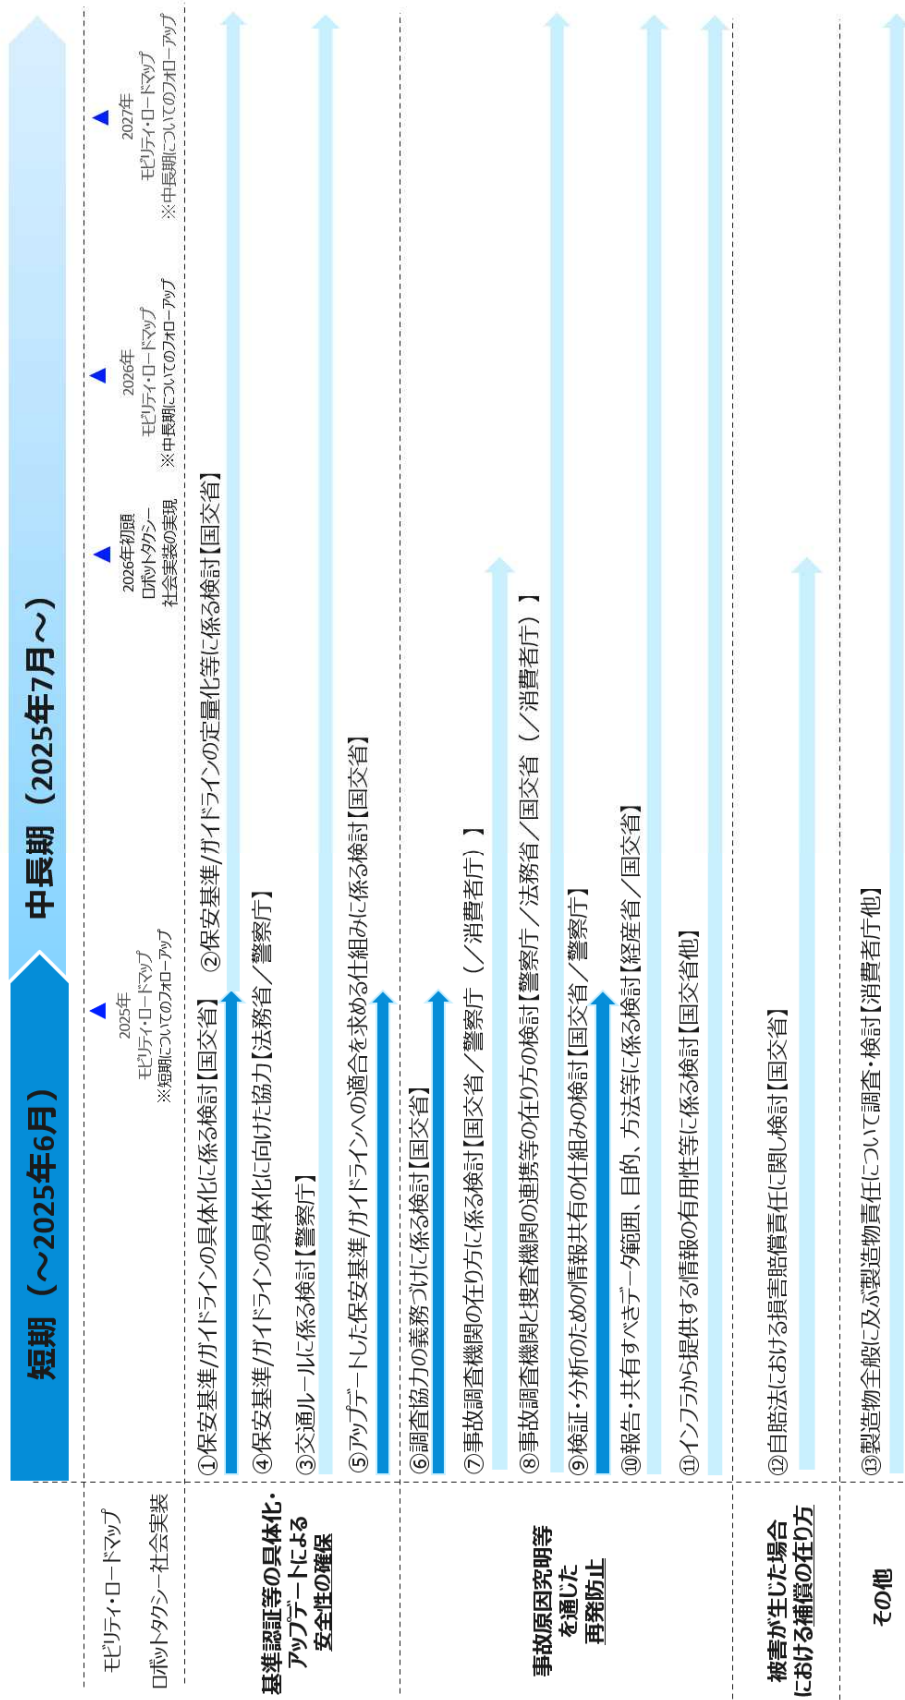 短期（～2025年6月）
中長期（2025年7月～）
モビリティ・ロードマップ
ロボットタクシー社会実装
2025年
モビリティ・ロードマップ
※短期についてのフォローアップ
2026年初頭
ロボットタクシー
社会実装の実現
2026年
モビリティ・ロードマップ
※中長期についてのフォローアップ
2027年
モビリティ・ロードマップ
※中長期についてのフォローアップ
基準認証等の具体化・
アップデートによる
安全性の確保
①保安基準/ガイドラインの具体化に係る検討【国交省】
②保安基準/ガイドラインの定量化等に係る検討【国交省】
④保安基準/ガイドラインの具体化に向けた協力【法務省／警察庁】
③交通ルールに係る検討【警察庁】
⑤アップデートした保安基準/ガイドラインへの適合を求める仕組みに係る検討【国交省】
事故原因究明等
を通じた
再発防止
⑥調査協力の義務づけに係る検討【国交省】
⑦事故調査機関の在り方に係る検討【国交省／警察庁（／消費者庁）】
⑧事故調査機関と捜査機関の連携等の在り方の検討【警察庁／法務省／国交省（／消費者庁）】
⑨検証・分析のための情報共有の仕組みの検討【国交省／警察庁】
⑩報告・共有すべきデータ範囲、目的、方法等に係る検討【経産省／国交省】
⑪インフラから提供する情報の有用性等に係る検討【国交省他】
被害が生じた場合
における補償の在り方
⑫自賠法における損害賠償責任に関し検討【国交省】
その他
⑬製造物全般に及ぶ製造物責任について調査・検討【消費者庁他】